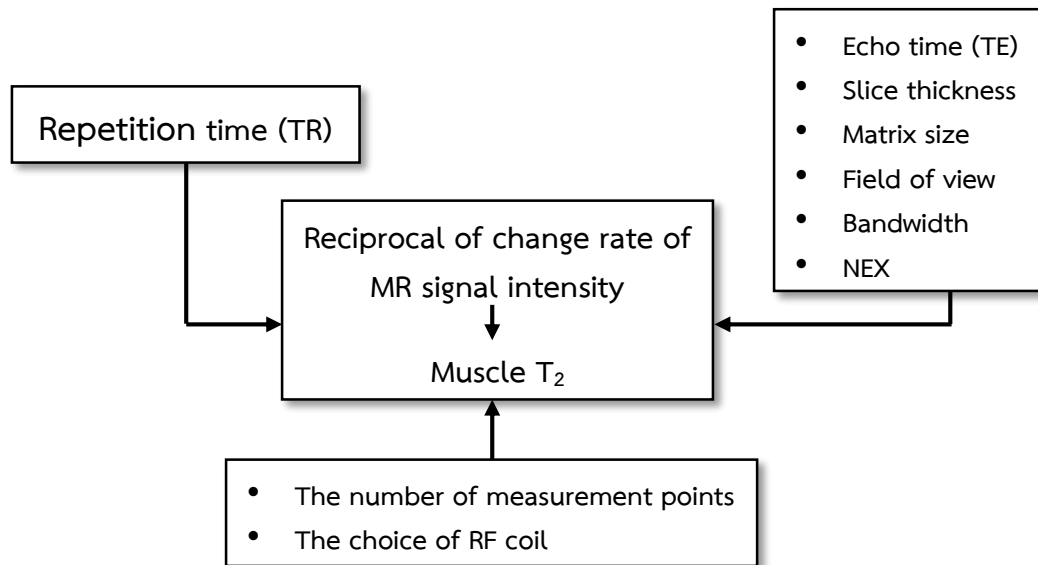 Repetition time (TR)
• Echo time (TE)
• Slice thickness
• Matrix size
• Field of view
• Bandwidth
• NEX
Reciprocal of change rate of
MR signal intensity
Muscle T₂
• The number of measurement points
• The choice of RF coil